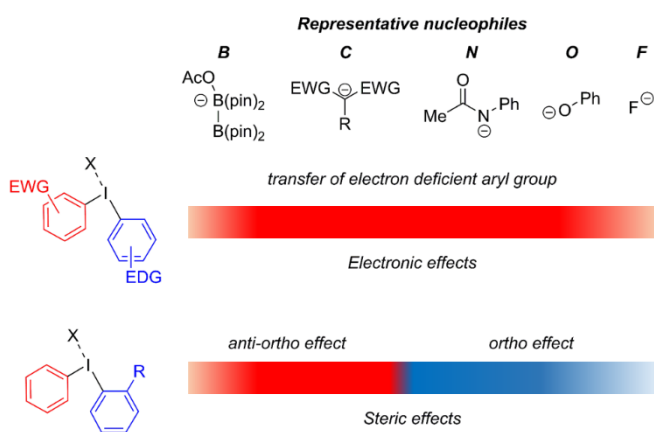 Representative nucleophiles
B C N O F
AcO
⊖ B(pin)2
B(pin)2
EWG ⊖ EWG
R
O
Me N Ph
⊖
⊖O Ph
F⊖
X
EWG I
EDG
transfer of electron deficient aryl group
Electronic effects
X
I R
anti-ortho effect ortho effect
Steric effects